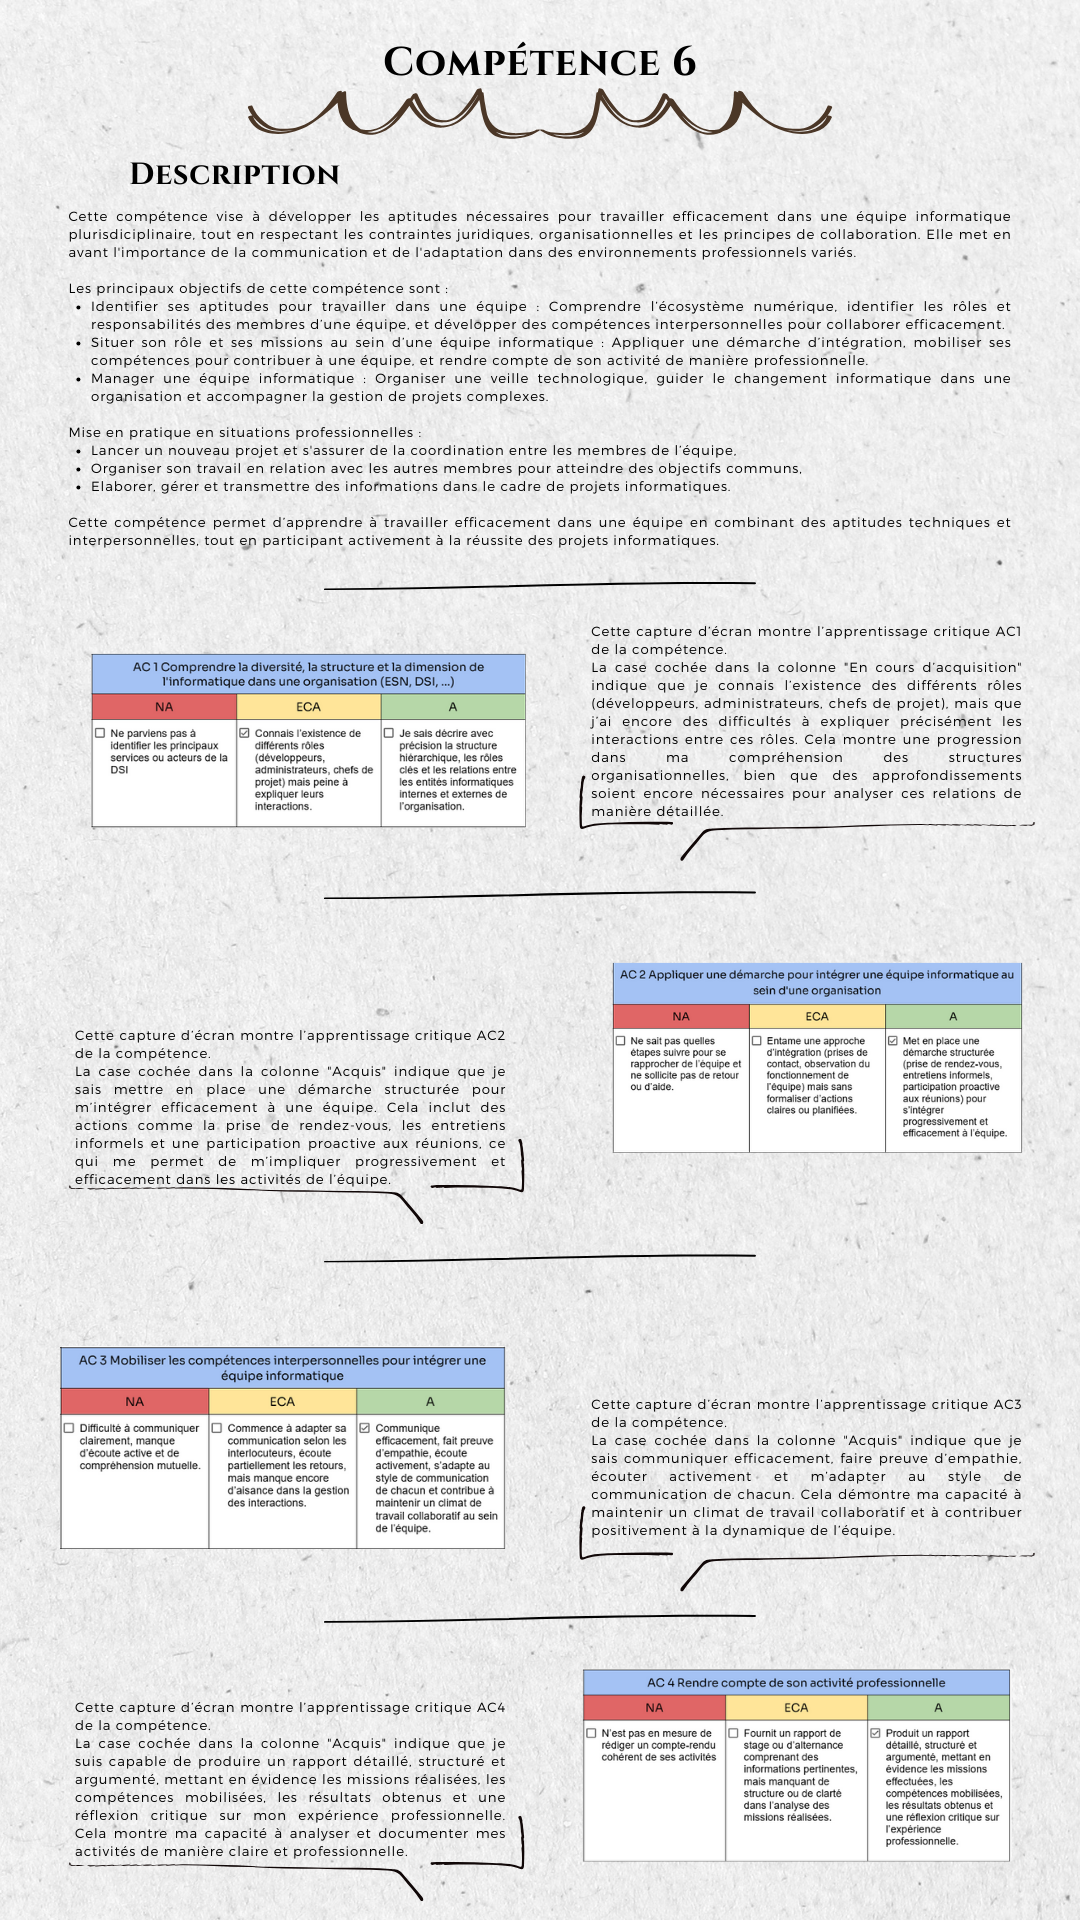 Compétence 6
Description
Cette compétence vise à développer les aptitudes nécessaires pour travailler efficacement dans une équipe informatique
plurisdiciplinaire, tout en respectant les contraintes juridiques, organisationnelles et les principes de collaboration. Elle met en
avant l'importance de la communication et de l'adaptation dans des environnements professionnels variés.
Les principaux objectifs de cette compétence sont :
• Identifier ses aptitudes pour travailler dans une équipe : Comprendre l'écosystème numérique, identifier les rôles et
responsabilités des membres d'une équipe, et développer des compétences interpersonnelles pour collaborer efficacement.
• Situer son rôle et ses missions au sein d'une équipe informatique : Appliquer une démarche d'intégration, mobiliser ses
compétences pour contribuer à une équipe, et rendre compte de son activité de manière professionnelle.
• Manager une équipe informatique : Organiser une veille technologique, guider le changement informatique dans une
organisation et accompagner la gestion de projets complexes.
Mise en pratique en situations professionnelles :
• Lancer un nouveau projet et s'assurer de la coordination entre les membres de l'équipe,
• Organiser son travail en relation avec les autres membres pour atteindre des objectifs communs,
• Elaborer, gérer et transmettre des informations dans le cadre de projets informatiques.
Cette compétence permet d'apprendre à travailler efficacement dans une équipe en combinant des aptitudes techniques et
interpersonnelles, tout en participant activement à la réussite des projets informatiques.
AC 1 Comprendre la diversité, la structure et la dimension de
l'informatique dans une organisation (ESN, DSI, ...)
NA
ECA
A
Ne parviens pas à
identifier les principaux
services ou acteurs de la
DSI
Connais l'existence de
différents rôles
(développeurs,
administrateurs, chefs de
projet) mais peine à
expliquer leurs
interactions.
Je sais décrire avec
précision la structure
hiérarchique, les rôles
clés et les relations entre
les entités informatiques
internes et externes de
l'organisation.
Cette capture d'écran montre l'apprentissage critique AC1
de la compétence.
La case cochée dans la colonne "En cours d'acquisition"
indique que je connais l'existence des différents rôles
(développeurs, administrateurs, chefs de projet), mais que
j'ai encore des difficultés à expliquer précisément les
interactions entre ces rôles. Cela montre une progression
dans ma compréhension des structures
organisationnelles, bien que des approfondissements
soient encore nécessaires pour analyser ces relations de
manière détaillée.
Cette capture d'écran montre l'apprentissage critique AC2
de la compétence.
La case cochée dans la colonne "Acquis" indique que je
sais mettre en place une démarche structurée pour
m'intégrer efficacement à une équipe. Cela inclut des
actions comme la prise de rendez-vous, les entretiens
informels et une participation proactive aux réunions, ce
qui me permet de m'impliquer progressivement et
efficacement dans les activités de l'équipe.
AC 2 Appliquer une démarche pour intégrer une équipe informatique au
sein d'une organisation
NA
ECA
A
Ne sait pas quelles
étapes suivre pour se
rapprocher de l'équipe et
ne sollicite pas de retour
ou d'aide.
Entame une approche
d'intégration (prises de
contact, observation du
fonctionnement de
l'équipe) mais sans
formaliser d'actions
claires ou planifiées.
Met en place une
démarche structurée
(prise de rendez-vous,
entretiens informels,
participation proactive
aux réunions) pour
s'intégrer
progressivement et
efficacement à l'équipe.
AC 3 Mobiliser les compétences interpersonnelles pour intégrer une
équipe informatique
NA
ECA
A
Difficulté à communiquer
clairement, manque
d'écoute active et de
compréhension mutuelle.
Commence à adapter sa
communication selon les
interlocuteurs, écoute
partiellement les retours,
mais manque encore
d'aisance dans la gestion
des interactions.
Communique
efficacement, fait preuve
d'empathie, écoute
activement, s'adapte au
style de communication
de chacun et contribue à
maintenir un climat de
travail collaboratif au sein
de l'équipe.
Cette capture d'écran montre l'apprentissage critique AC3
de la compétence.
La case cochée dans la colonne "Acquis" indique que je
sais communiquer efficacement, faire preuve d'empathie,
écouter activement et m'adapter au style de
communication de chacun. Cela démontre ma capacité à
maintenir un climat de travail collaboratif et à contribuer
positivement à la dynamique de l'équipe.
Cette capture d'écran montre l'apprentissage critique AC4
de la compétence.
La case cochée dans la colonne "Acquis" indique que je
suis capable de produire un rapport détaillé, structuré et
argumenté, mettant en évidence les missions réalisées, les
compétences mobilisées, les résultats obtenus et une
réflexion critique sur mon expérience professionnelle.
Cela montre ma capacité à analyser et documenter mes
activités de manière claire et professionnelle.
AC 4 Rendre compte de son activité professionnelle
NA
ECA
A
N'est pas en mesure de
rédiger un compte-rendu
cohérent de ses activités
Fournit un rapport de
stage ou d'alternance
comprenant des
informations pertinentes,
mais manquant de
structure ou de clarté
dans l'analyse des
missions réalisées.
Produit un rapport
détaillé, structuré et
argumenté, mettant en
évidence les missions
effectuées, les
compétences mobilisées,
les résultats obtenus et
une réflexion critique sur
l'expérience
professionnelle.